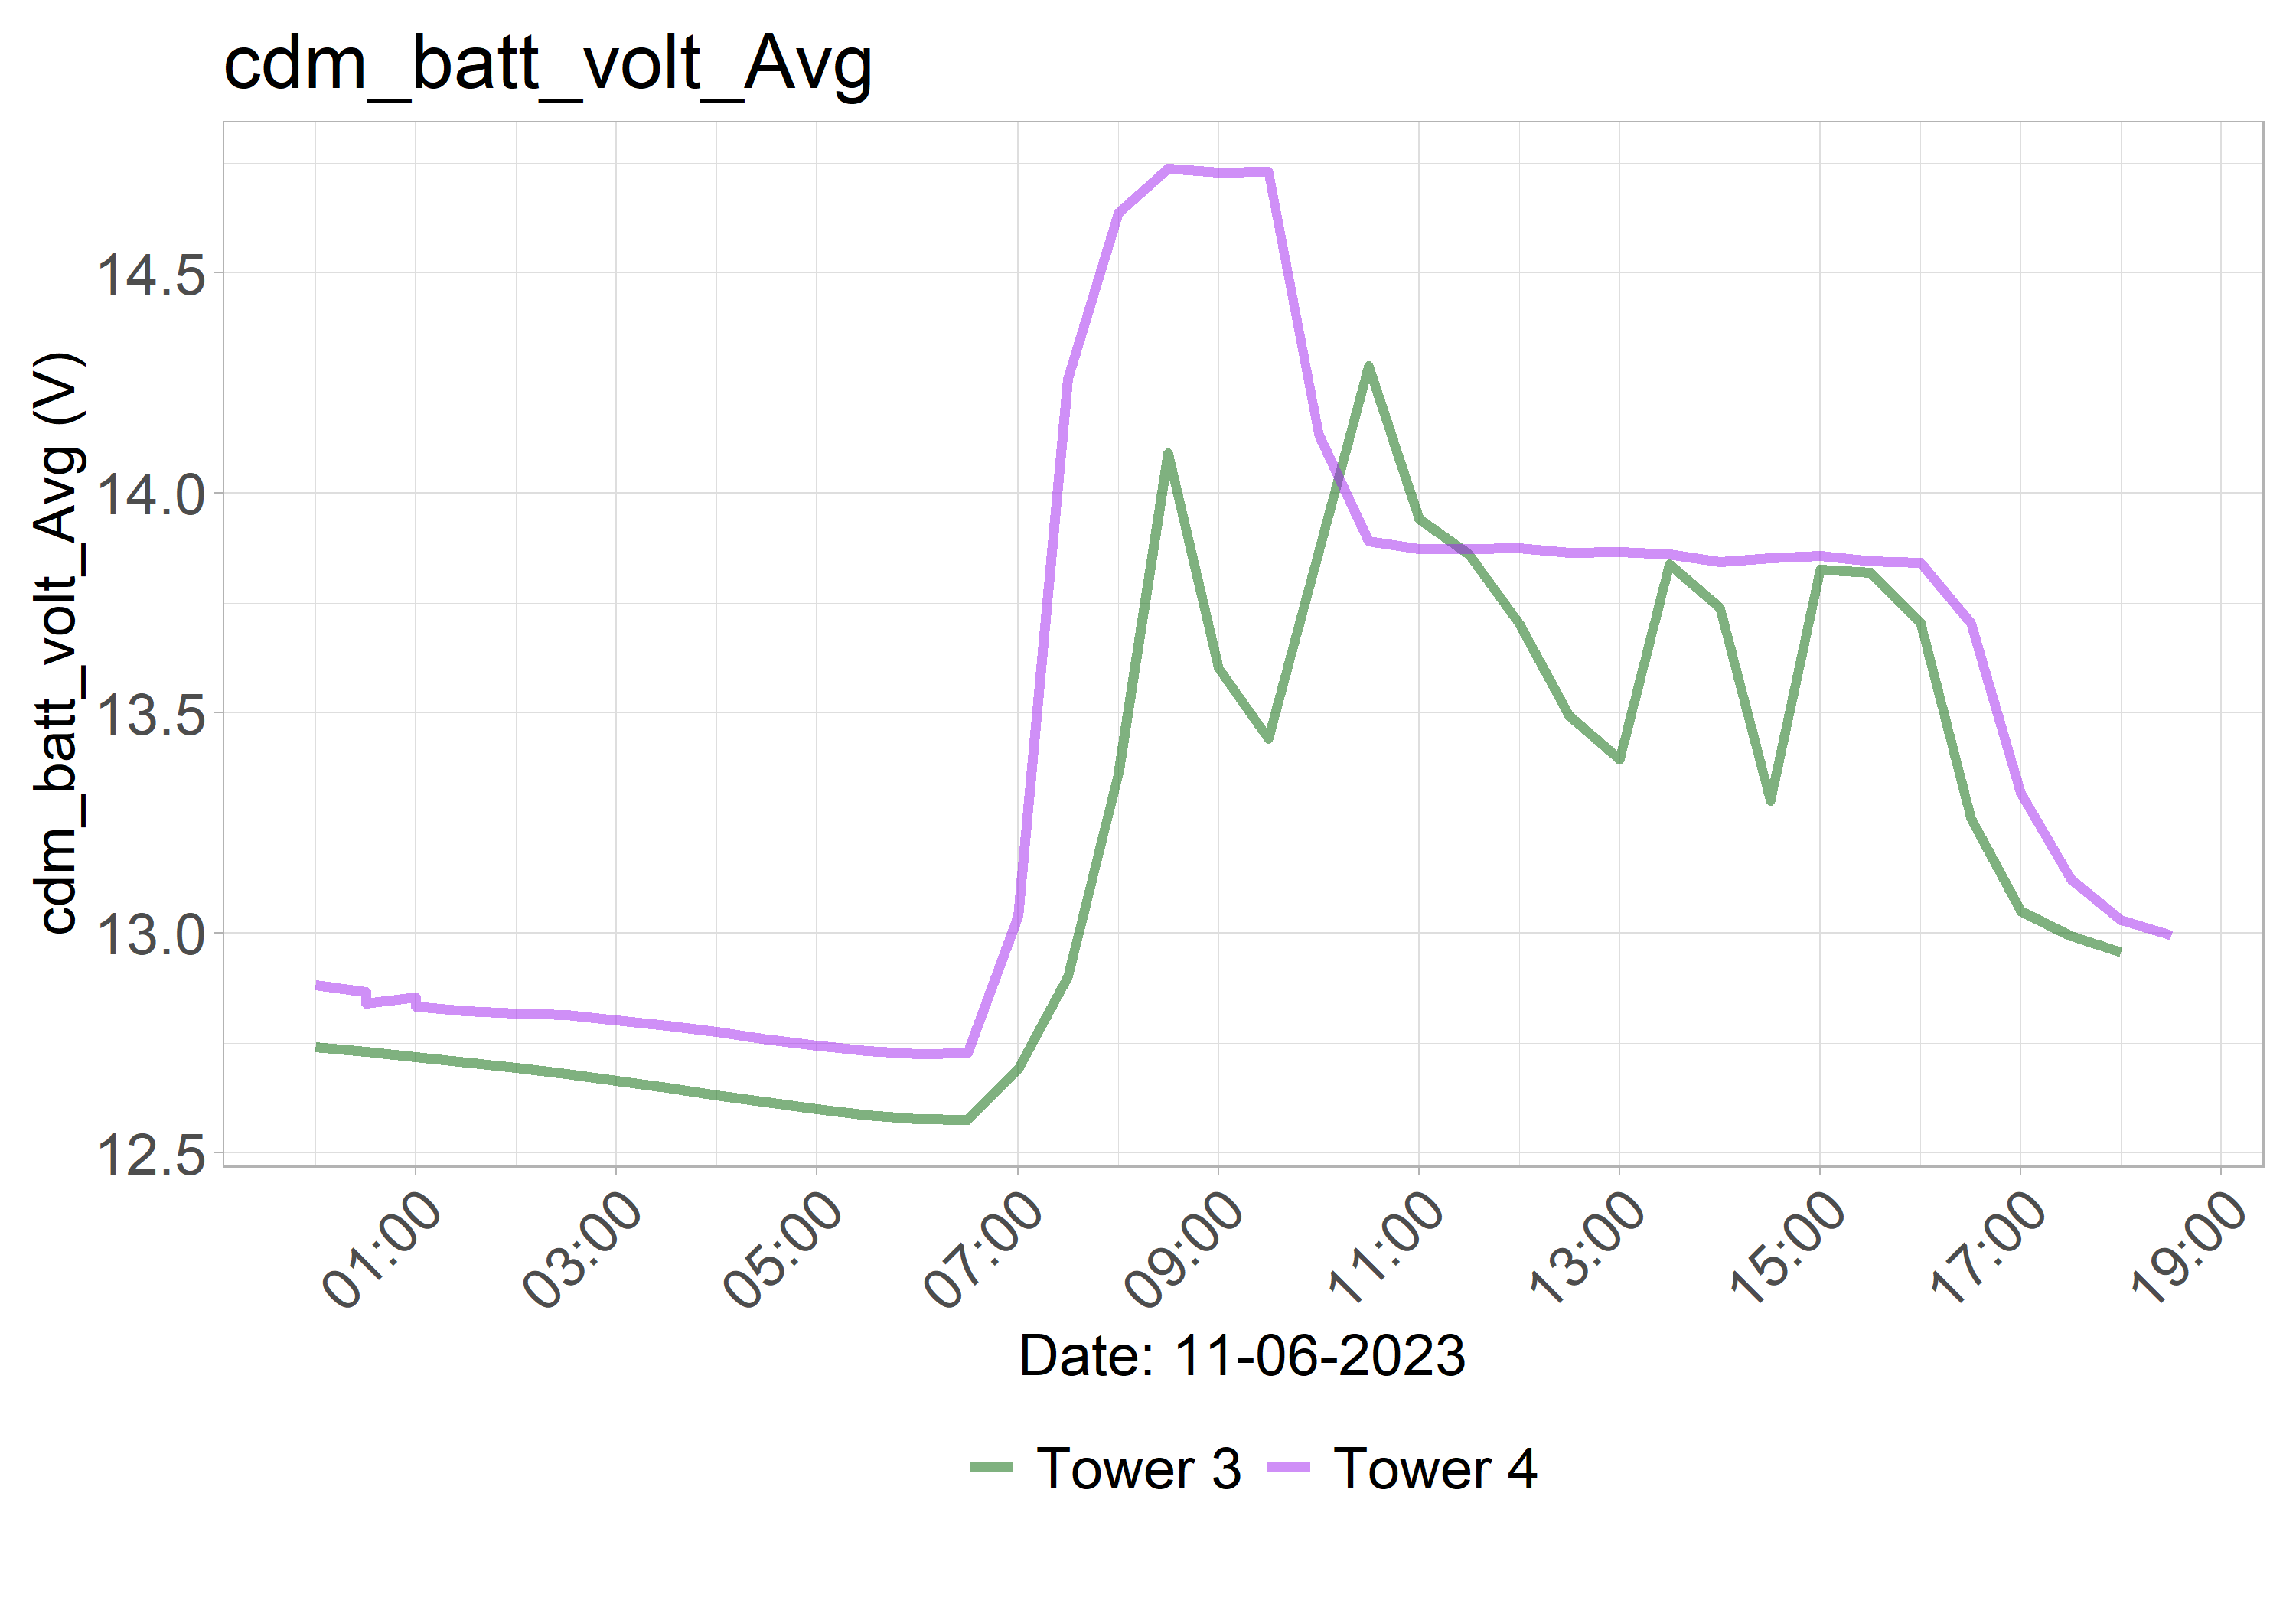 cdm_batt_volt_Avg
cdm_batt_volt_Avg (V)
14.5
14.0
13.5
13.0
12.5
01:00 03:00 05:00 07:00 09:00 11:00 13:00 15:00 17:00 19:00
Date: 11-06-2023
Tower 3 Tower 4